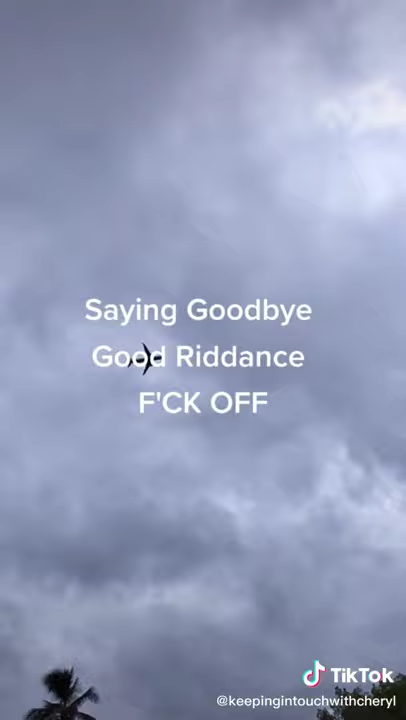 Saying Goodbye
Good Riddance
F'CK OFF
TikTok
@keepingintouchwithcheryl